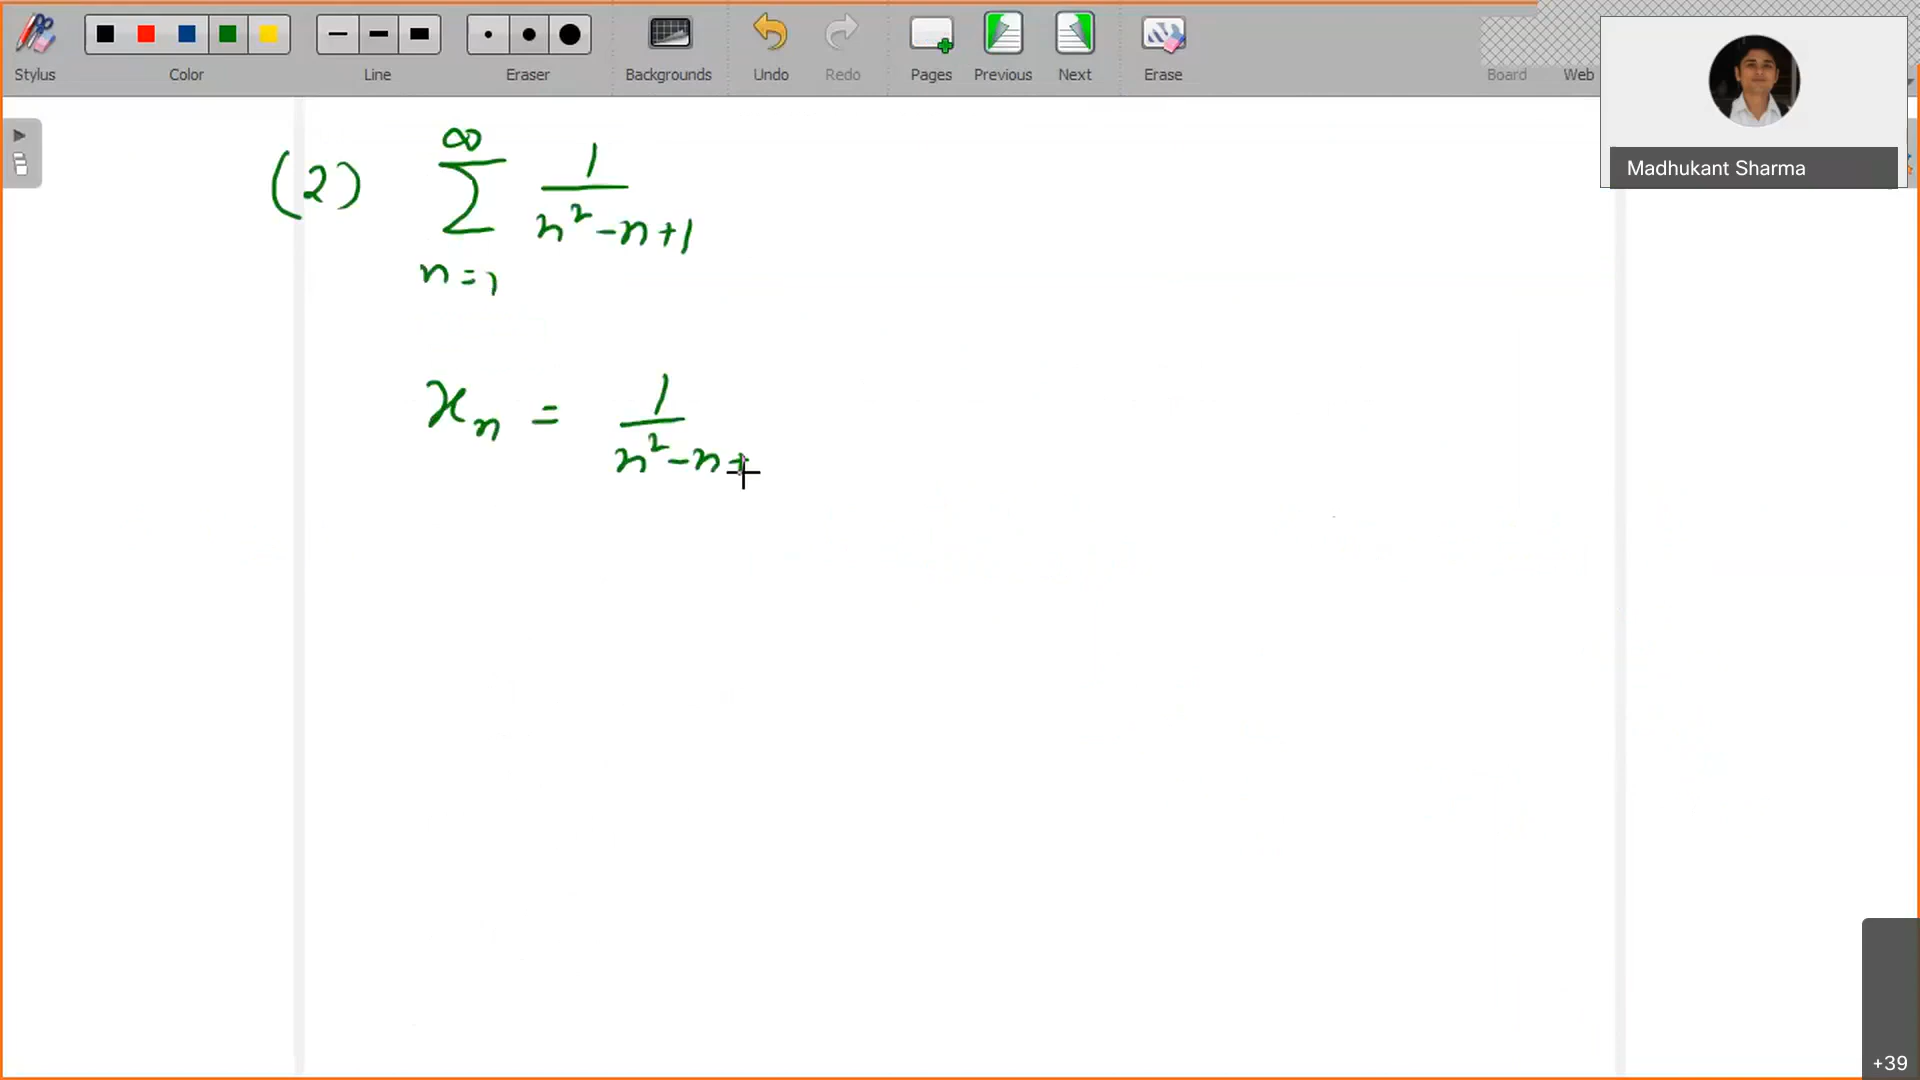 Stylus Color Line Eraser Backgrounds Undo Redo Pages Previous Next Erase Board Web
Madhukant Sharma
(2) ∑_{n=1}^{∞} 1/(n² - n + 1)
xₙ = 1/(n² - n +
+39